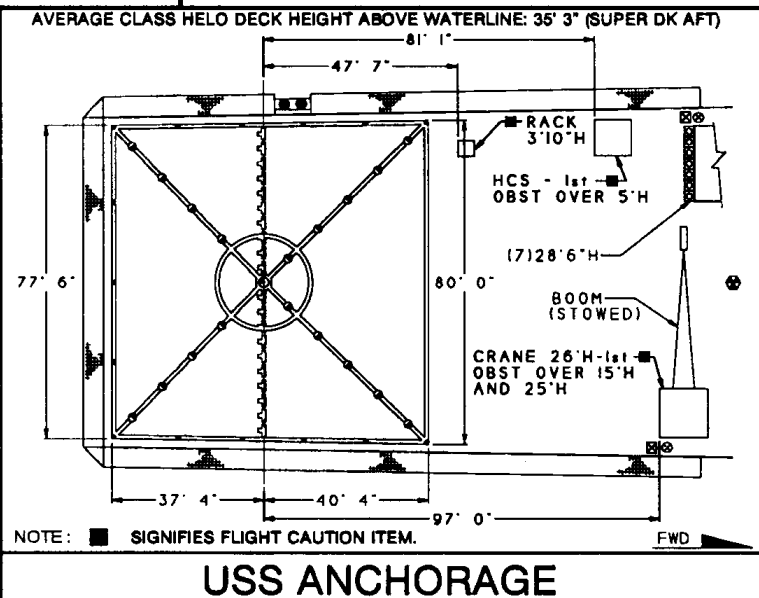 AVERAGE CLASS HELO DECK HEIGHT ABOVE WATERLINE: 35' 3" (SUPER DK AFT)
81' 1"
47' 7"
RACK
3'10"H
HCS - 1st
OBST OVER 5'H
(7)28'6"H
77' 6"
80' 0"
BOOM
(STOWED)
CRANE 26'H-1st
OBST OVER 15'H
AND 25'H
37' 4"
40' 4"
97' 0"
NOTE: SIGNIFIES FLIGHT CAUTION ITEM.
FWD
USS ANCHORAGE